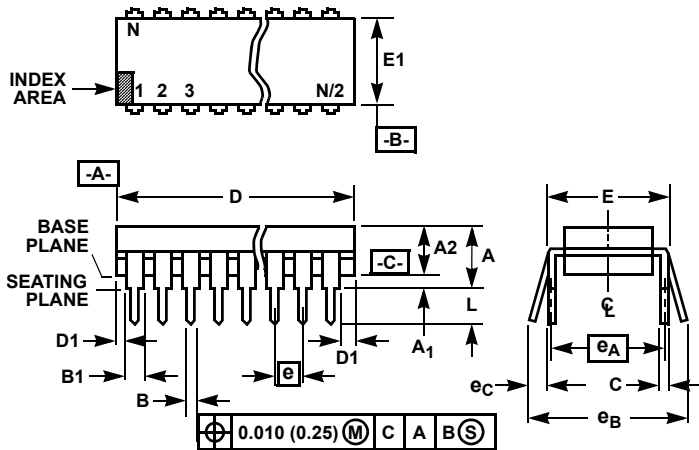 N
E1
INDEX
AREA
1 2 3 N/2
-B-
-A-
D
E
BASE
PLANE
A2
A
-C-
SEATING
PLANE
L
C
L
D1
A1
D1
eA
B1
e
eC
C
B
eB
0.010 (0.25) M C A B S